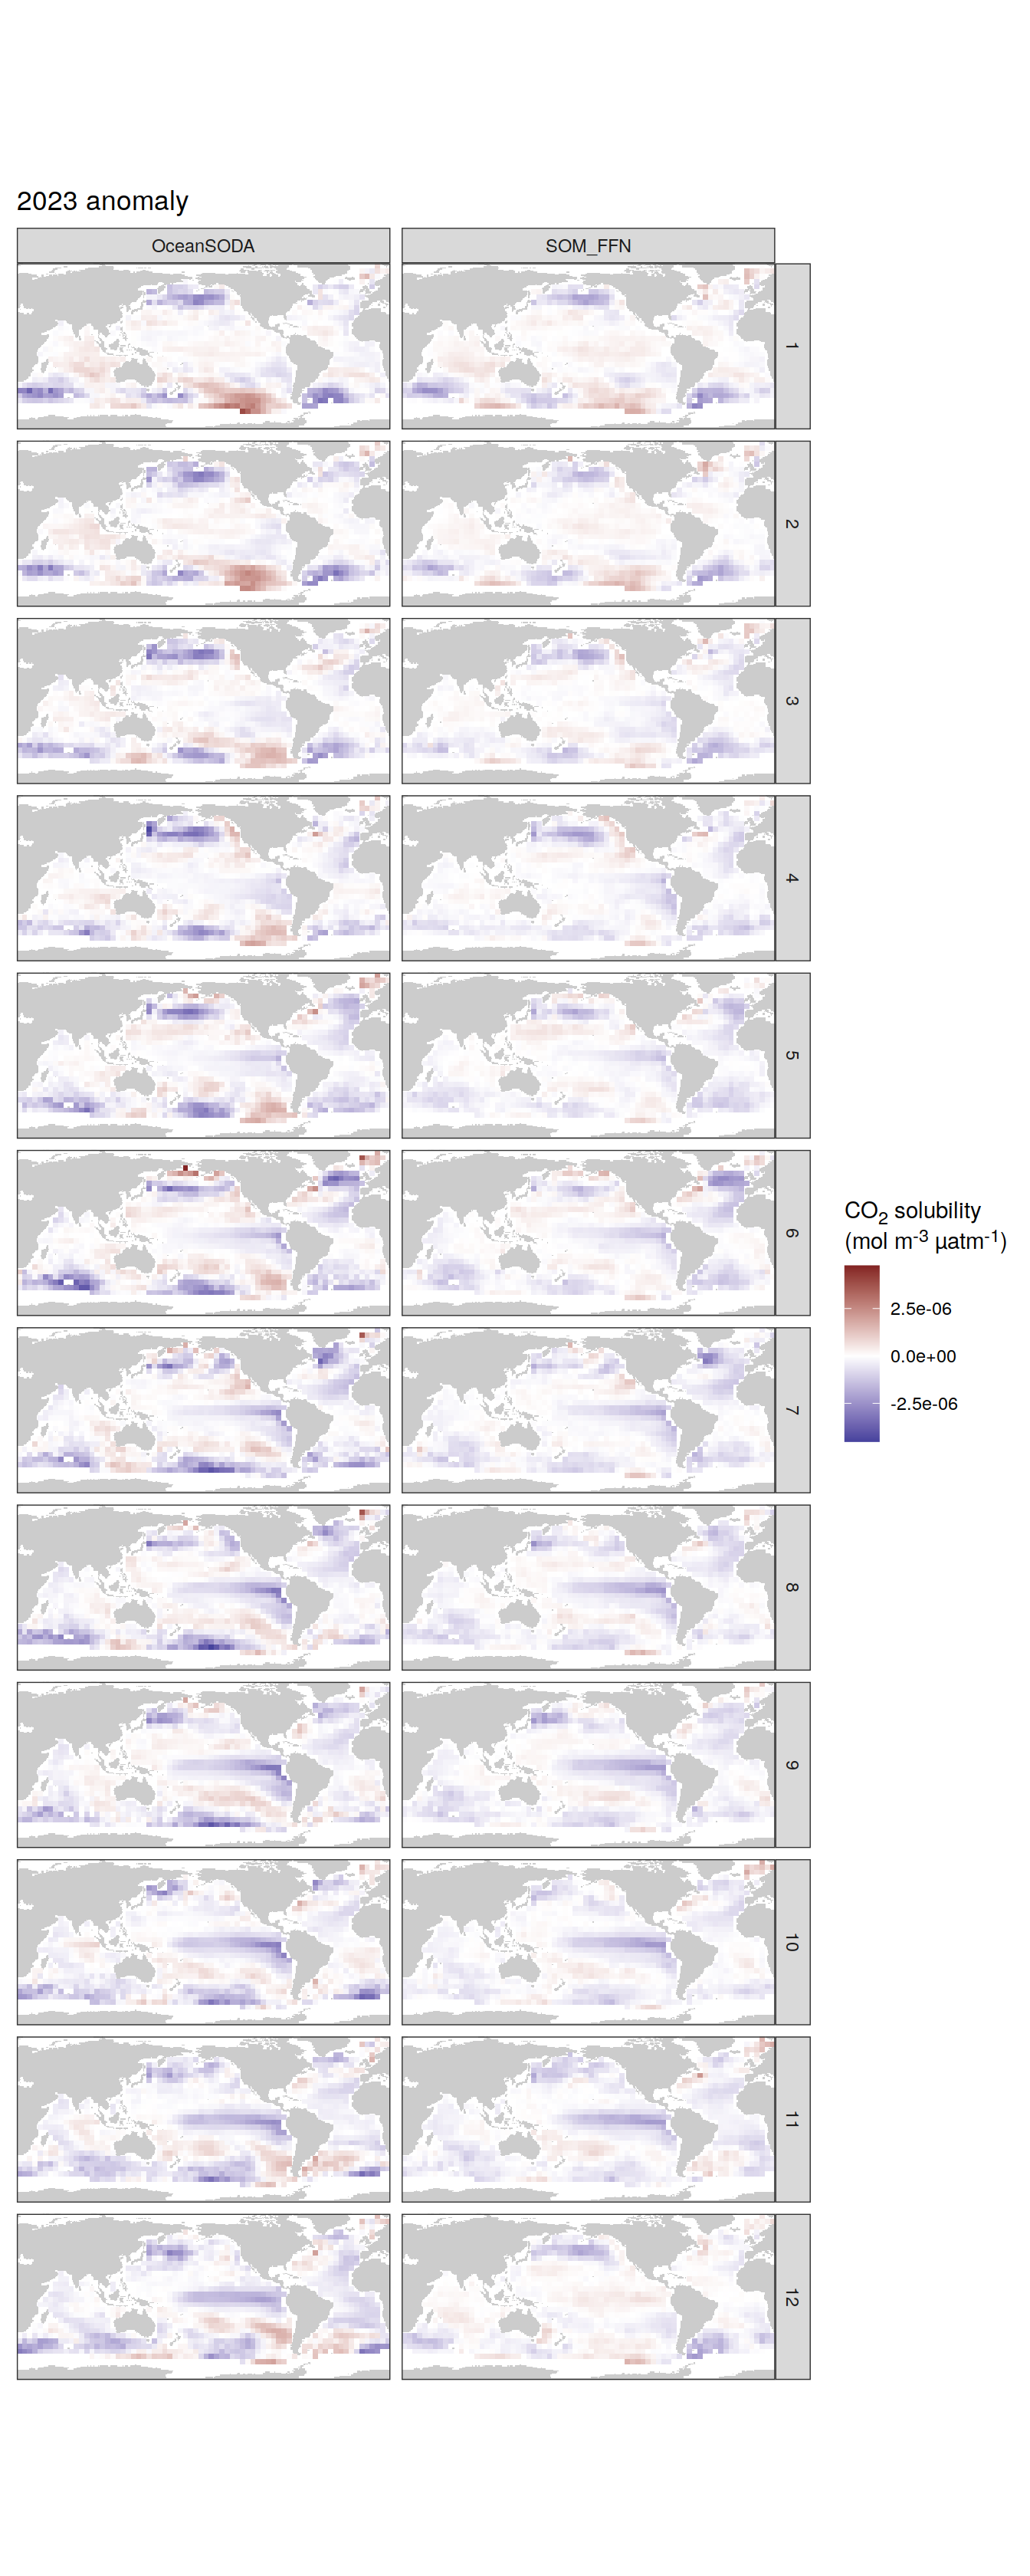 2023 anomaly
OceanSODA
SOM_FFN
1
2
3
4
5
6
7
8
9
10
11
12
CO2 solubility
(mol m-3 µatm-1)
2.5e-06
0.0e+00
-2.5e-06